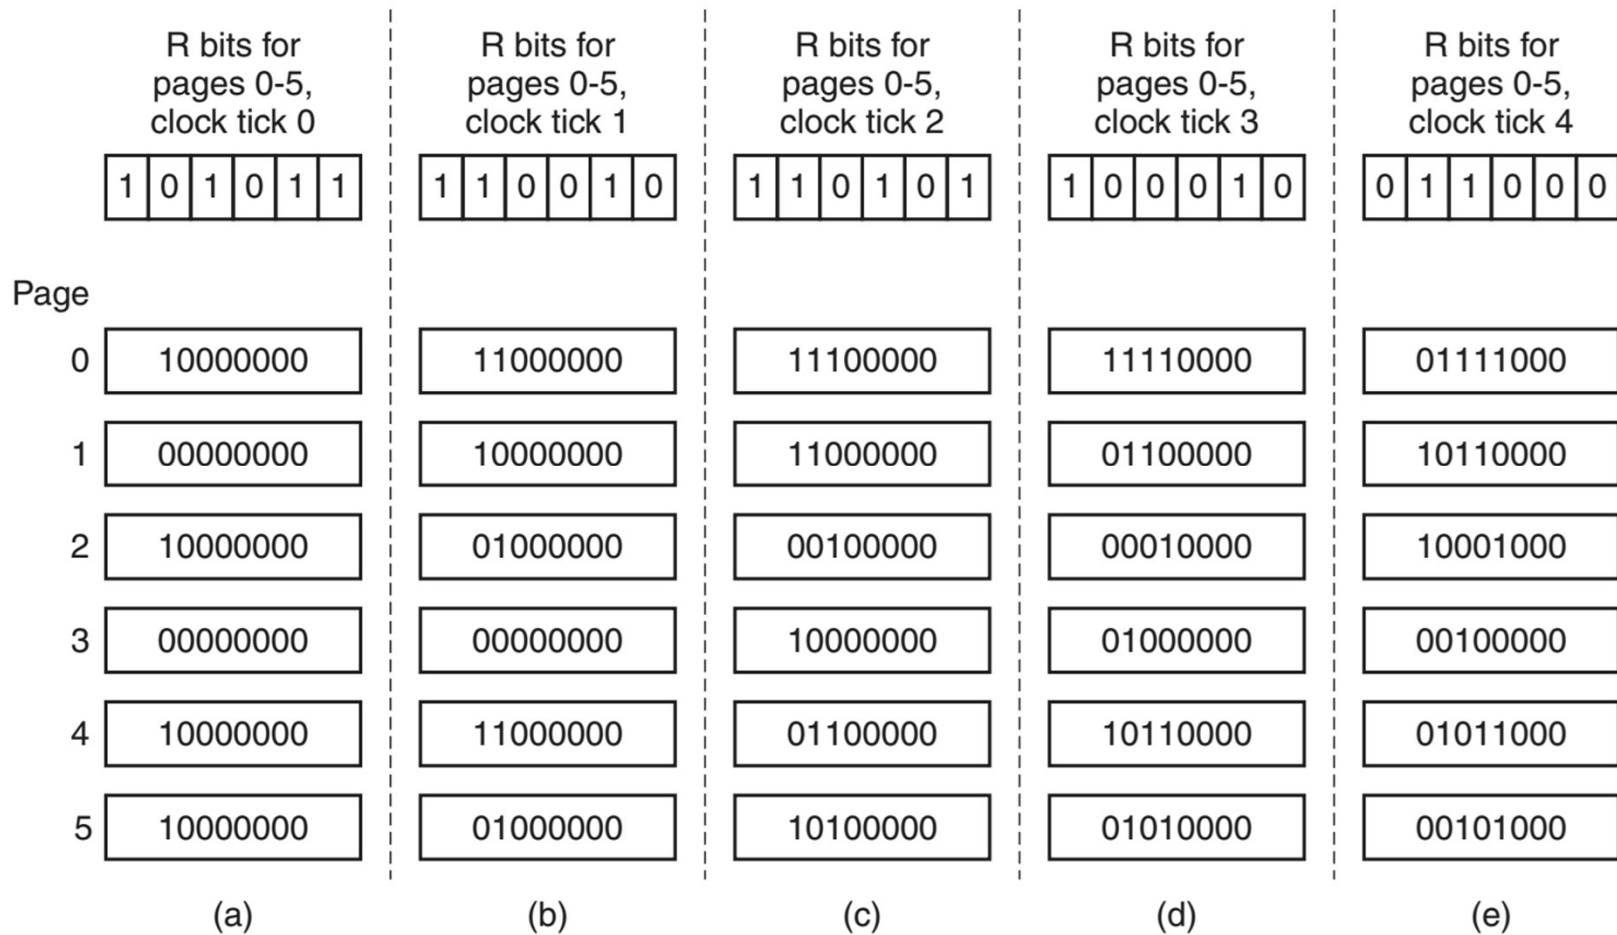 R bits for
pages 0-5,
clock tick 0
R bits for
pages 0-5,
clock tick 1
R bits for
pages 0-5,
clock tick 2
R bits for
pages 0-5,
clock tick 3
R bits for
pages 0-5,
clock tick 4
1 0 1 0 1 1
1 1 0 0 1 0
1 1 0 1 0 1
1 0 0 0 1 0
0 1 1 0 0 0
Page
0 10000000 11000000 11100000 11110000 01111000
1 00000000 10000000 11000000 01100000 10110000
2 10000000 01000000 00100000 00010000 10001000
3 00000000 00000000 10000000 01000000 00100000
4 10000000 11000000 01100000 10110000 01011000
5 10000000 01000000 10100000 01010000 00101000
(a) (b) (c) (d) (e)